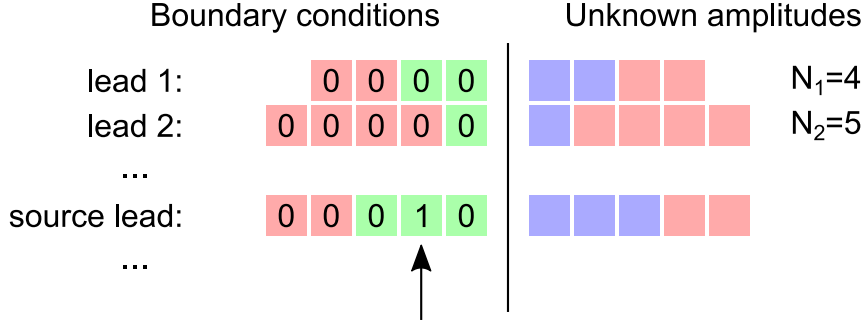 Boundary conditions Unknown amplitudes
lead 1: 0 0 0 0 N₁=4
lead 2: 0 0 0 0 0 N₂=5
...
source lead: 0 0 0 1 0
...